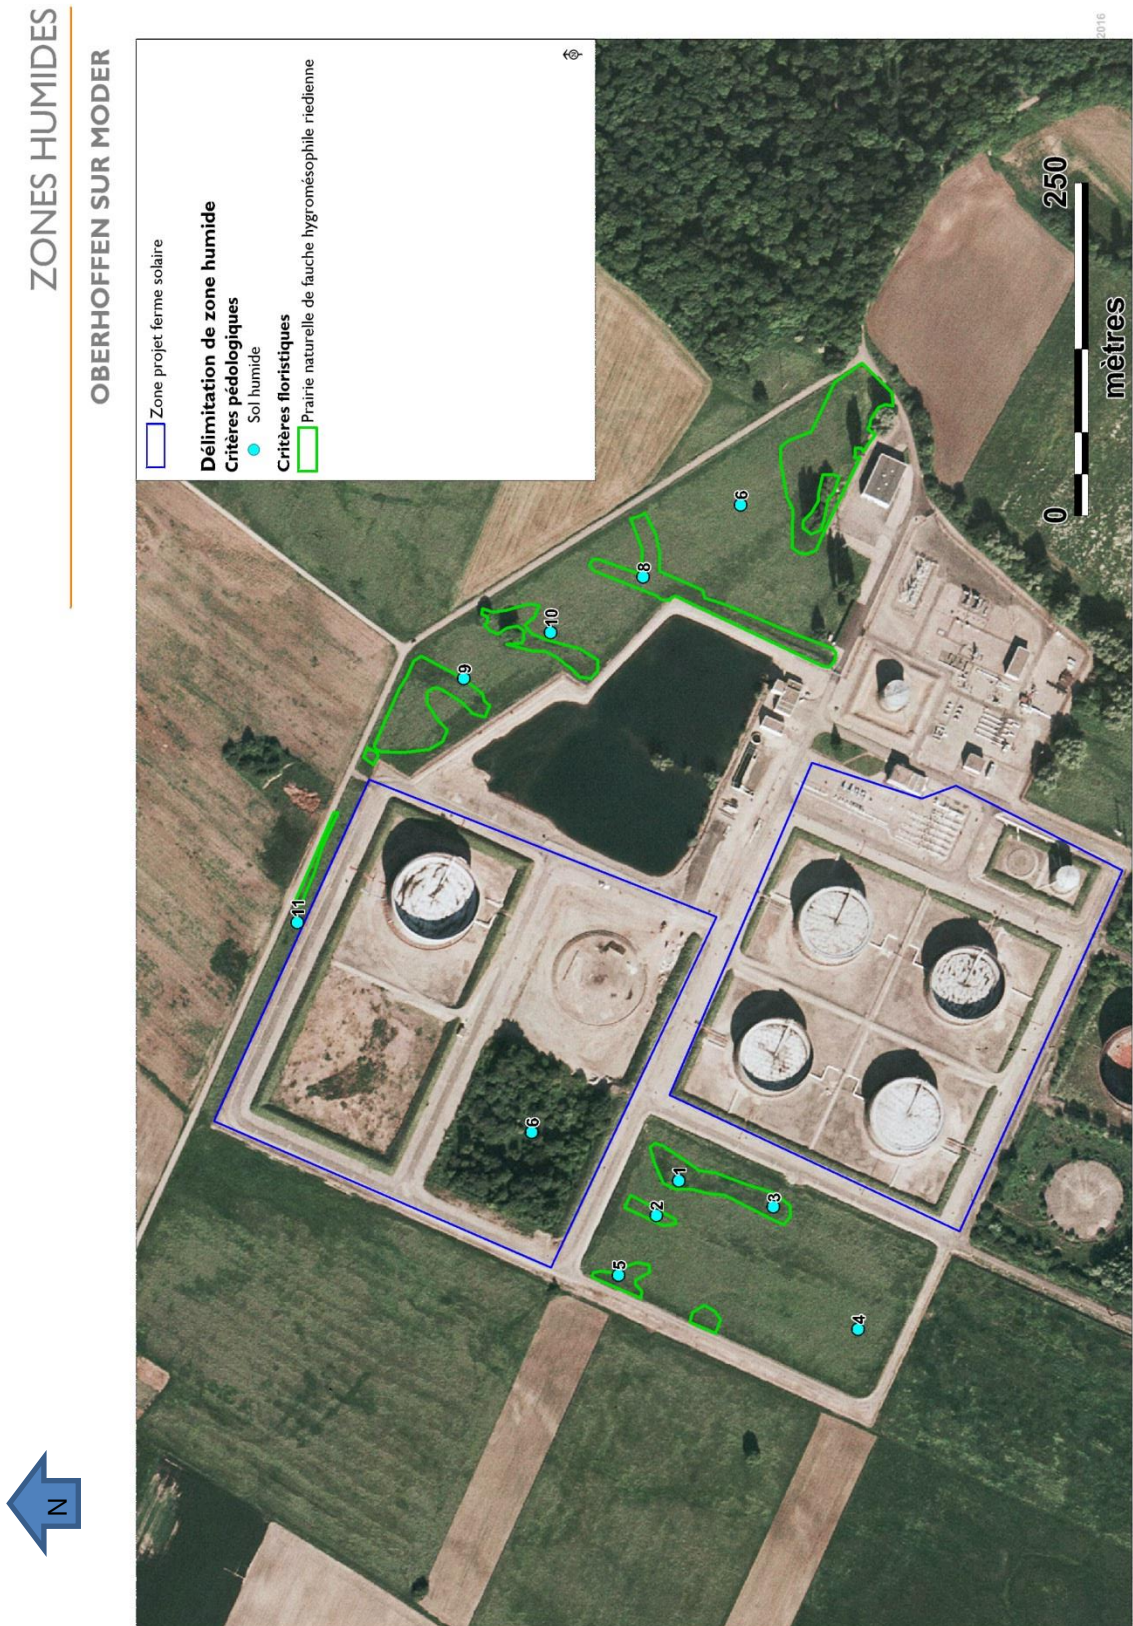 ZONES HUMIDES
OBERHOFFEN SUR MODER
Zone projet ferme solaire
Délimitation de zone humide
Critères pédologiques
Sol humide
Critères floristiques
Prairie naturelle de fauche hygromésophile riedienne
N
11
9
10
8
6
6
5
2
1
3
4
0
250
mètres
2016